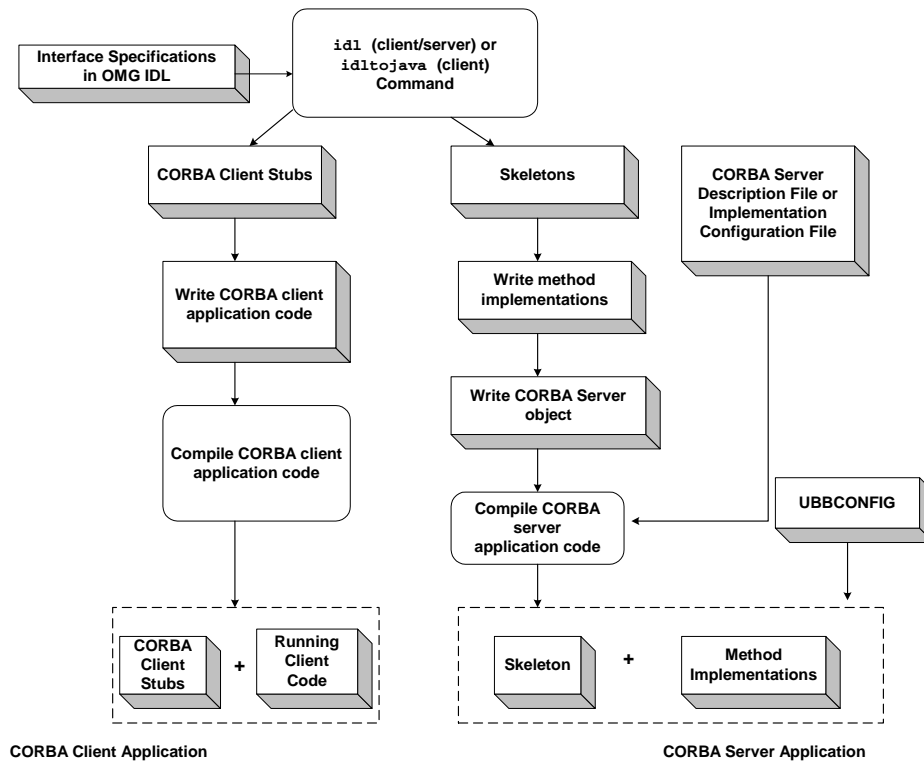 Interface Specifications
in OMG IDL
idl (client/server) or
idltojava (client)
Command
CORBA Client Stubs
Skeletons
CORBA Server
Description File or
Implementation
Configuration File
Write CORBA client
application code
Write method
implementations
Write CORBA Server
object
Compile CORBA client
application code
Compile CORBA
server
application code
UBBCONFIG
CORBA
Client
Stubs
+
Running
Client
Code
Skeleton
+
Method
Implementations
CORBA Client Application
CORBA Server Application